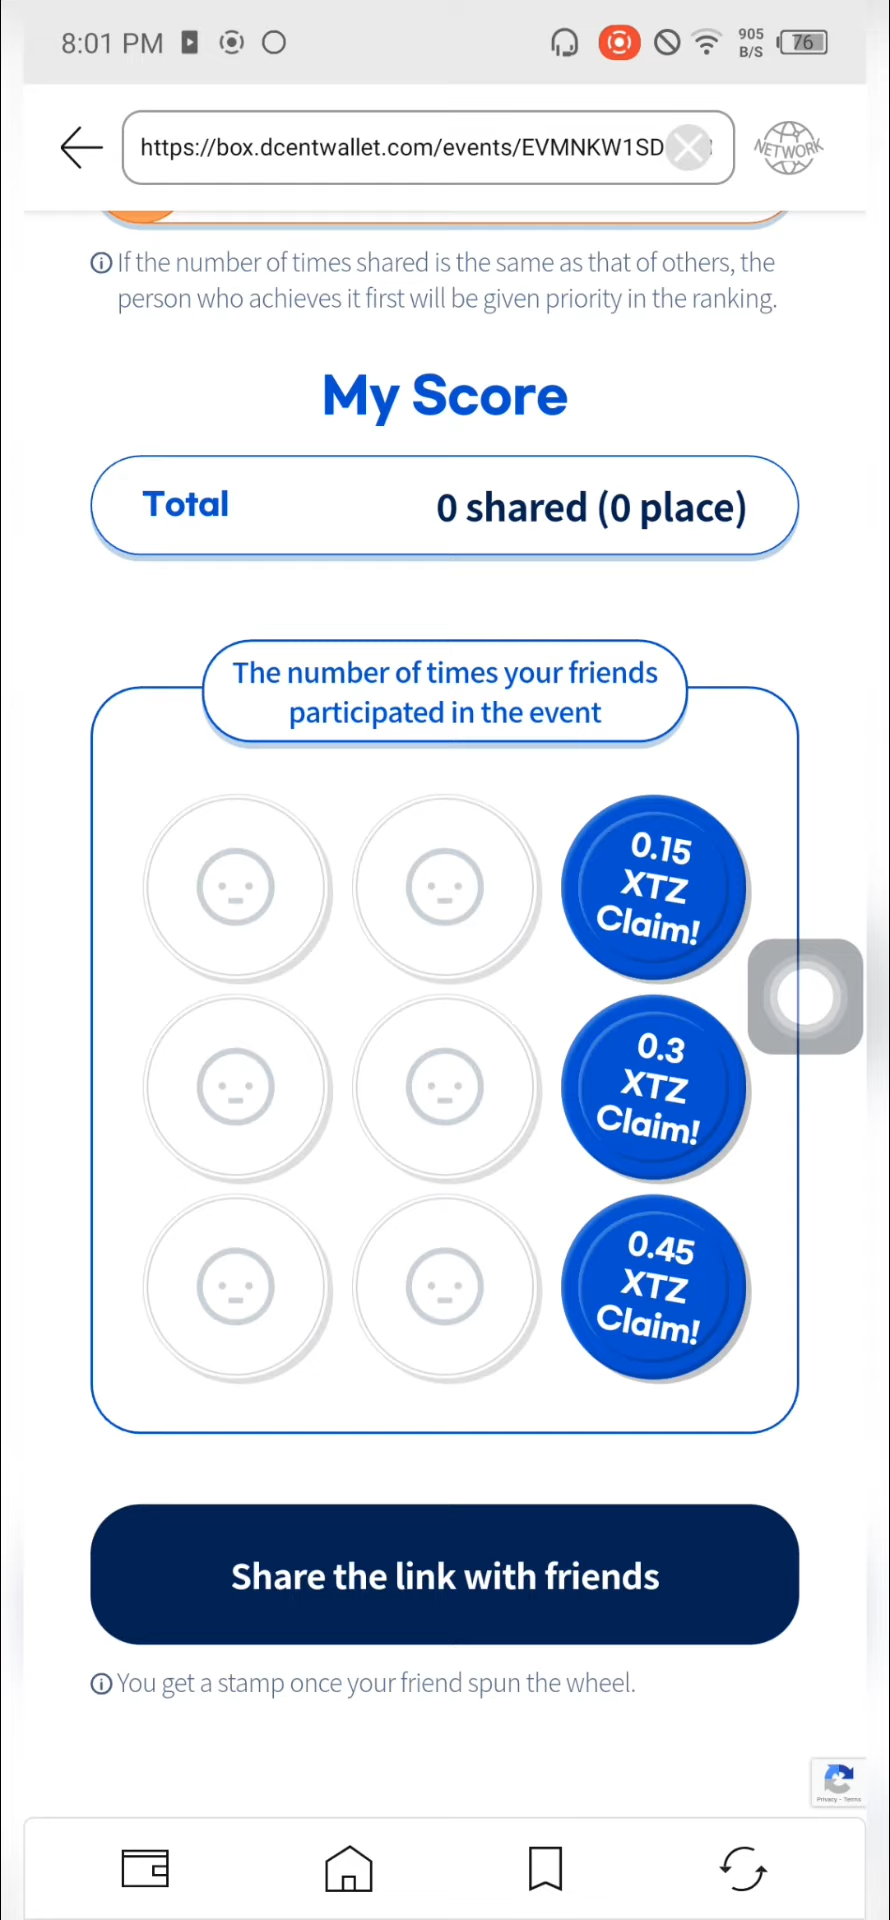 8:01 PM
905
B/S
76
https://box.dcentwallet.com/events/EVMNKW1SD
NETWORK
If the number of times shared is the same as that of others, the
person who achieves it first will be given priority in the ranking.
My Score
Total 0 shared (0 place)
The number of times your friends
participated in the event
0.15
XTZ
Claim!
0.3
XTZ
Claim!
0.45
XTZ
Claim!
Share the link with friends
You get a stamp once your friend spun the wheel.
Privacy - Terms